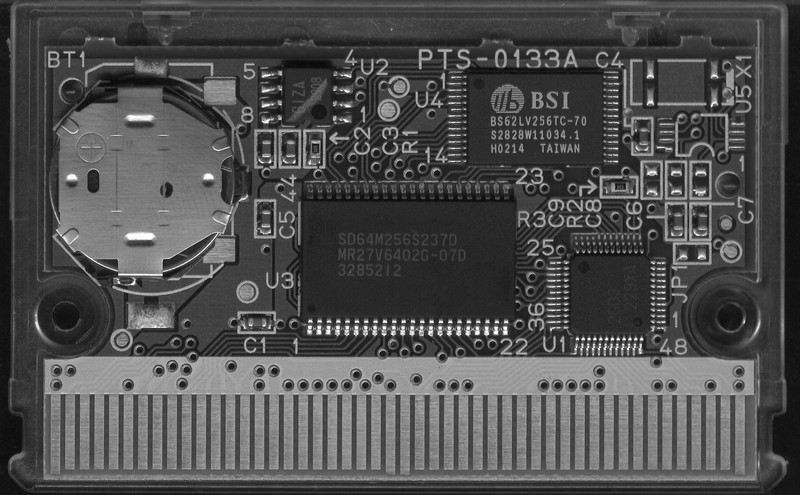 BT1
5
8
4
U2
1
PTS-0133A
C4
U4
1
14
BSI
BS62LV256TC-70
S2828W11034.1
H0214 TAIWAN
X1
U5
1
C2
C3
R1
44
23
C5
R3
C9
R2
C8
C6
C7
SD64M256S237D
MR27V6402G-07D
3285212
U3
25
36
JP1
1
C1
1
22
U1
48